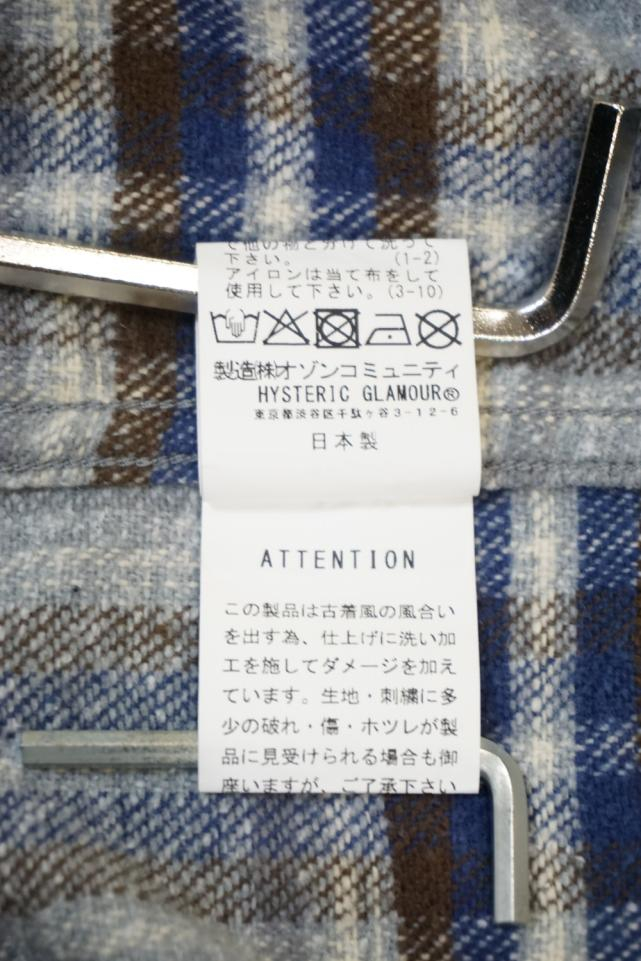 で他の物と分けて洗って
下さい。 (1-2)
アイロンは当て布をして
使用して下さい。(3-10)
製造㈱オゾンコミュニティ
HYSTERIC GLAMOUR®
東京都渋谷区千駄ヶ谷3-12-6
日本製
ATTENTION
この製品は古着風の風合い
を出す為、仕上げに洗い加
工を施してダメージを加え
ています。生地・刺繍に多
少の破れ・傷・ホツレが製
品に見受けられる場合も御
座いますが、ご了承下さい